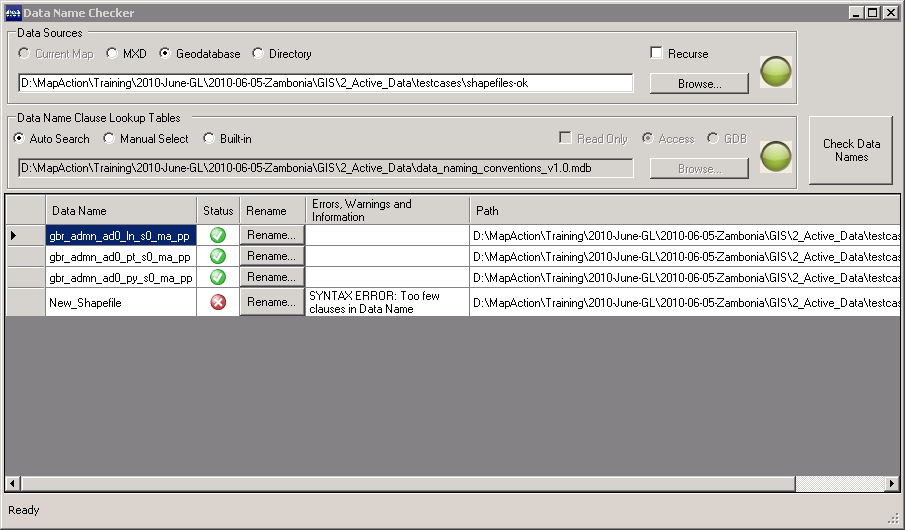 Data Name Checker
Data Sources
Current Map MXD Geodatabase Directory Recurse
D:\MapAction\Training\2010-June-GL\2010-06-05-Zambonia\GIS\2_Active_Data\testcases\shapefiles-ok Browse...
Data Name Clause Lookup Tables
Auto Search Manual Select Built-in Read Only Access GDB
D:\MapAction\Training\2010-June-GL\2010-06-05-Zambonia\GIS\2_Active_Data\data_naming_conventions_v1.0.mdb Browse...
Check Data
Names
Data Name Status Rename Errors, Warnings and
Information Path
gbr_admn_ad0_ln_s0_ma_pp Rename... D:\MapAction\Training\2010-June-GL\2010-06-05-Zambonia\GIS\2_Active_Data\testcas
gbr_admn_ad0_pt_s0_ma_pp Rename... D:\MapAction\Training\2010-June-GL\2010-06-05-Zambonia\GIS\2_Active_Data\testcas
gbr_admn_ad0_py_s0_ma_pp Rename... D:\MapAction\Training\2010-June-GL\2010-06-05-Zambonia\GIS\2_Active_Data\testcas
New_Shapefile Rename... SYNTAX ERROR: Too few
clauses in Data Name D:\MapAction\Training\2010-June-GL\2010-06-05-Zambonia\GIS\2_Active_Data\testcas
Ready